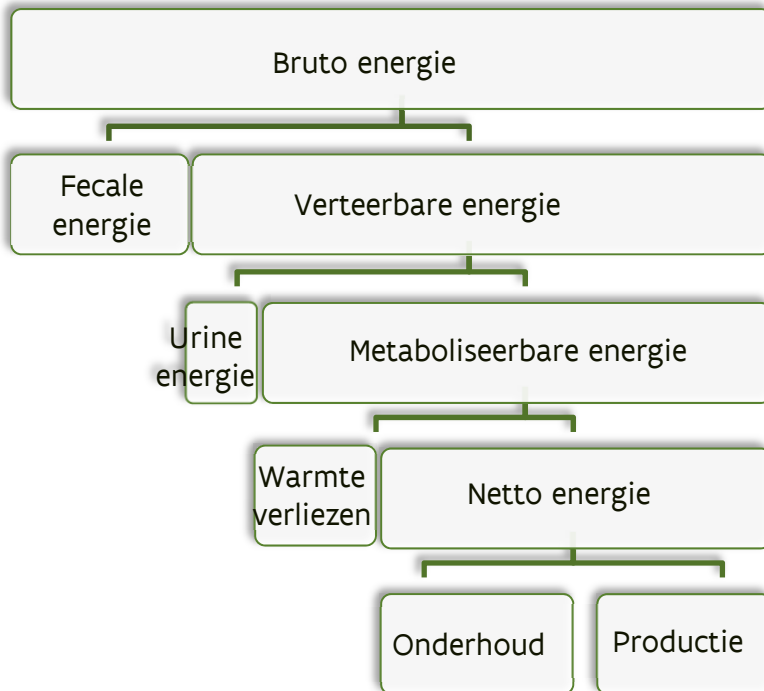 Bruto energie
Fecale
energie
Verteerbare energie
Urine
energie
Metaboliseerbare energie
Warmte
verliezen
Netto energie
Onderhoud
Productie